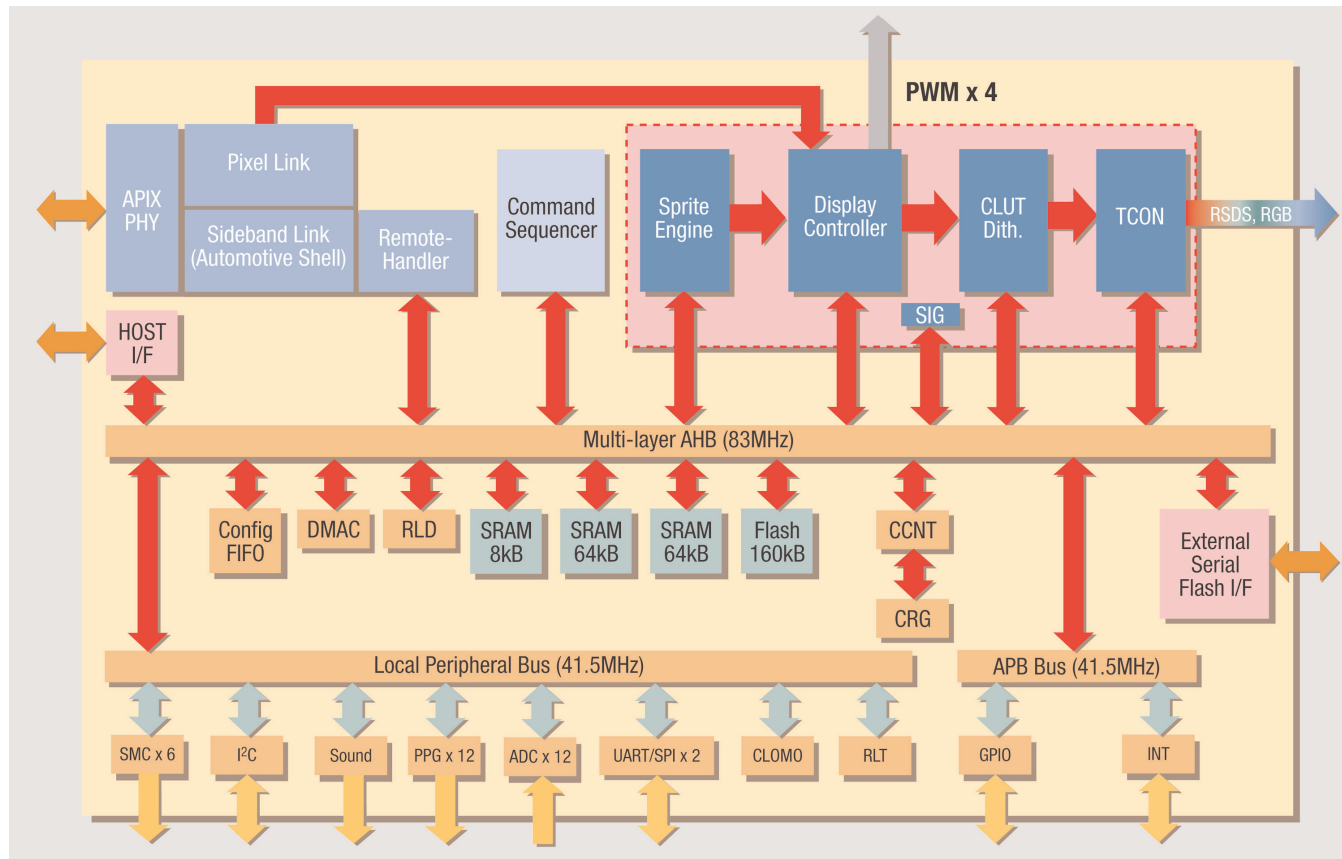 PWM x 4
APIX
PHY
Pixel Link
Sideband Link
(Automotive Shell)
Remote-
Handler
Command
Sequencer
Sprite
Engine
Display
Controller
CLUT
Dith.
TCON
RSDS, RGB
SIG
HOST
I/F
Multi-layer AHB (83MHz)
Config
FIFO
DMAC
RLD
SRAM
8kB
SRAM
64kB
SRAM
64kB
Flash
160kB
CCNT
CRG
External
Serial
Flash I/F
Local Peripheral Bus (41.5MHz)
APB Bus (41.5MHz)
SMC x 6
I²C
Sound
PPG x 12
ADC x 12
UART/SPI x 2
CLOMO
RLT
GPIO
INT